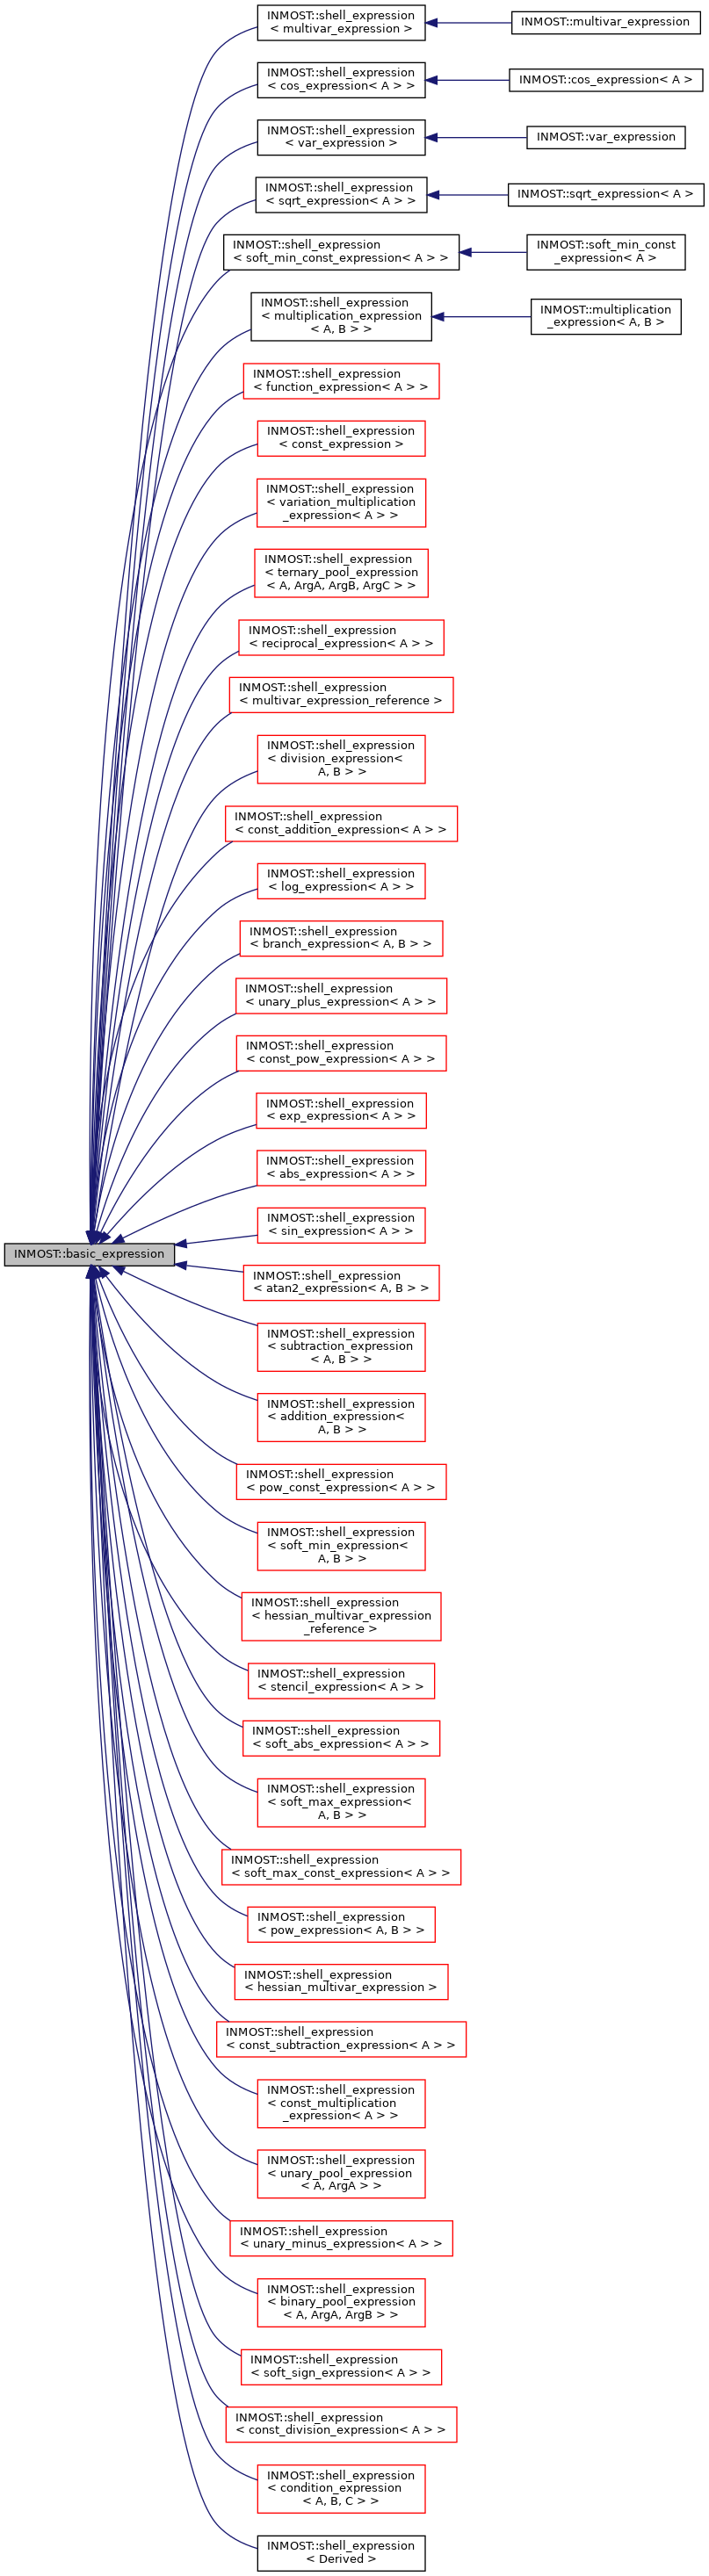 INMOST::shell_expression
< multivar_expression >
INMOST::multivar_expression
INMOST::shell_expression
< cos_expression< A > >
INMOST::cos_expression< A >
INMOST::shell_expression
< var_expression >
INMOST::var_expression
INMOST::shell_expression
< sqrt_expression< A > >
INMOST::sqrt_expression< A >
INMOST::shell_expression
< soft_min_const_expression< A > >
INMOST::soft_min_const
_expression< A >
INMOST::shell_expression
< multiplication_expression
< A, B > >
INMOST::multiplication
_expression< A, B >
INMOST::shell_expression
< function_expression< A > >
INMOST::shell_expression
< const_expression >
INMOST::shell_expression
< variation_multiplication
_expression< A > >
INMOST::shell_expression
< ternary_pool_expression
< A, ArgA, ArgB, ArgC > >
INMOST::shell_expression
< reciprocal_expression< A > >
INMOST::shell_expression
< multivar_expression_reference >
INMOST::shell_expression
< division_expression<
A, B > >
INMOST::shell_expression
< const_addition_expression< A > >
INMOST::shell_expression
< log_expression< A > >
INMOST::shell_expression
< branch_expression< A, B > >
INMOST::shell_expression
< unary_plus_expression< A > >
INMOST::shell_expression
< const_pow_expression< A > >
INMOST::shell_expression
< exp_expression< A > >
INMOST::shell_expression
< abs_expression< A > >
INMOST::shell_expression
< sin_expression< A > >
INMOST::basic_expression
INMOST::shell_expression
< atan2_expression< A, B > >
INMOST::shell_expression
< subtraction_expression
< A, B > >
INMOST::shell_expression
< addition_expression<
A, B > >
INMOST::shell_expression
< pow_const_expression< A > >
INMOST::shell_expression
< soft_min_expression<
A, B > >
INMOST::shell_expression
< hessian_multivar_expression
_reference >
INMOST::shell_expression
< stencil_expression< A > >
INMOST::shell_expression
< soft_abs_expression< A > >
INMOST::shell_expression
< soft_max_expression<
A, B > >
INMOST::shell_expression
< soft_max_const_expression< A > >
INMOST::shell_expression
< pow_expression< A, B > >
INMOST::shell_expression
< hessian_multivar_expression >
INMOST::shell_expression
< const_subtraction_expression< A > >
INMOST::shell_expression
< const_multiplication
_expression< A > >
INMOST::shell_expression
< unary_pool_expression
< A, ArgA > >
INMOST::shell_expression
< unary_minus_expression< A > >
INMOST::shell_expression
< binary_pool_expression
< A, ArgA, ArgB > >
INMOST::shell_expression
< soft_sign_expression< A > >
INMOST::shell_expression
< const_division_expression< A > >
INMOST::shell_expression
< condition_expression
< A, B, C > >
INMOST::shell_expression
< Derived >